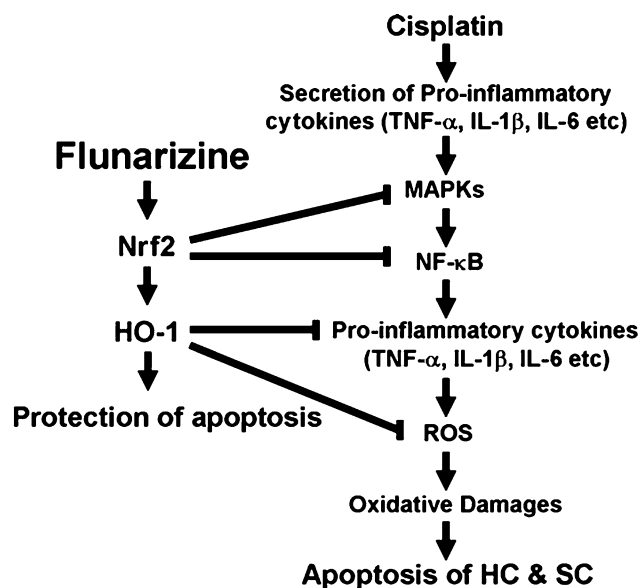 Cisplatin
Secretion of Pro-inflammatory
cytokines (TNF-α, IL-1β, IL-6 etc)
Flunarizine
MAPKs
Nrf2
NF-κB
HO-1
Pro-inflammatory cytokines
(TNF-α, IL-1β, IL-6 etc)
Protection of apoptosis
ROS
Oxidative Damages
Apoptosis of HC & SC